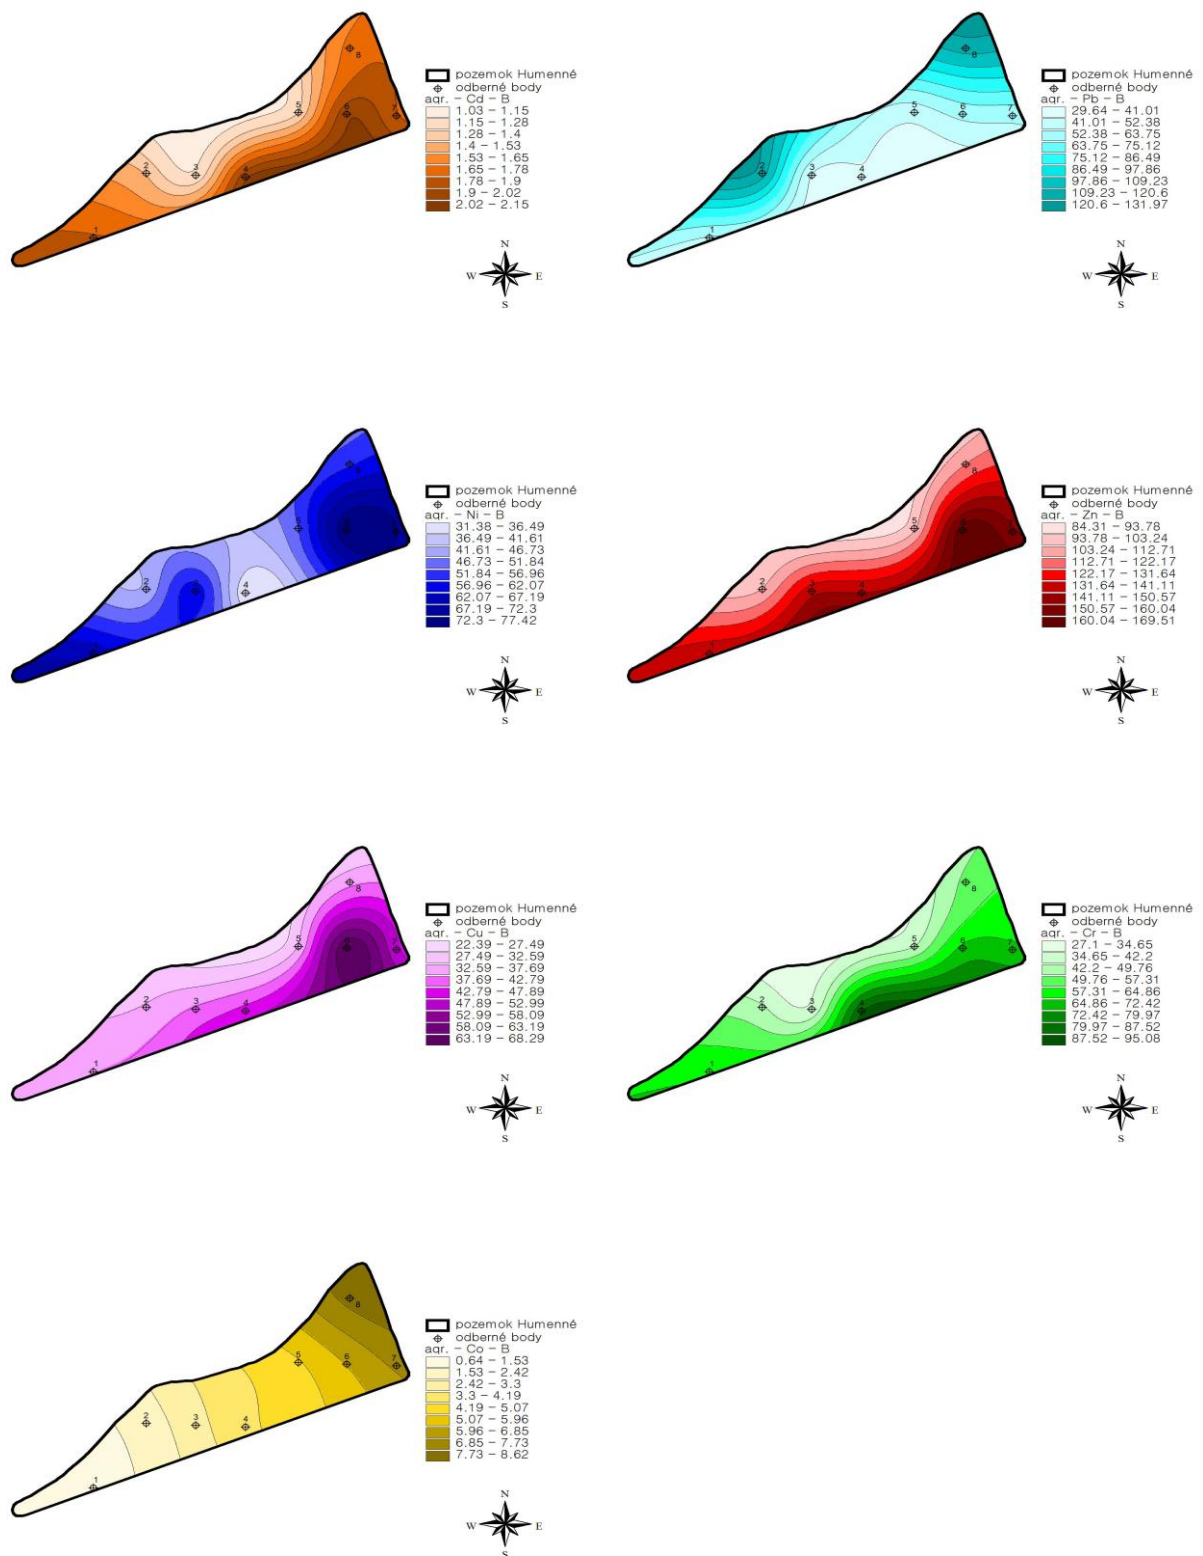 pozemok Humenné
odberné body
aqr. - Cd - B
1.03 - 1.15
1.15 - 1.28
1.28 - 1.4
1.4 - 1.53
1.53 - 1.65
1.65 - 1.78
1.78 - 1.9
1.9 - 2.02
2.02 - 2.15
1
2
3
4
5
6
7
8
N
W E
S
pozemok Humenné
odberné body
aqr. - Pb - B
29.64 - 41.01
41.01 - 52.38
52.38 - 63.75
63.75 - 75.12
75.12 - 86.49
86.49 - 97.86
97.86 - 109.23
109.23 - 120.6
120.6 - 131.97
1
2
3
4
5
6
7
8
N
W E
S
pozemok Humenné
odberné body
aqr. - Ni - B
31.38 - 36.49
36.49 - 41.61
41.61 - 46.73
46.73 - 51.84
51.84 - 56.96
56.96 - 62.07
62.07 - 67.19
67.19 - 72.3
72.3 - 77.42
2
4
N
W E
S
pozemok Humenné
odberné body
aqr. - Zn - B
84.31 - 93.78
93.78 - 103.24
103.24 - 112.71
112.71 - 122.17
122.17 - 131.64
131.64 - 141.11
141.11 - 150.57
150.57 - 160.04
160.04 - 169.51
1
2
3
4
5
8
N
W E
S
pozemok Humenné
odberné body
aqr. - Cu - B
22.39 - 27.49
27.49 - 32.59
32.59 - 37.69
37.69 - 42.79
42.79 - 47.89
47.89 - 52.99
52.99 - 58.09
58.09 - 63.19
63.19 - 68.29
1
2
3
4
5
7
8
N
W E
S
pozemok Humenné
odberné body
aqr. - Cr - B
27.1 - 34.65
34.65 - 42.2
42.2 - 49.76
49.76 - 57.31
57.31 - 64.86
64.86 - 72.42
72.42 - 79.97
79.97 - 87.52
87.52 - 95.08
1
2
3
4
5
6
7
8
N
W E
S
pozemok Humenné
odberné body
aqr. - Co - B
0.64 - 1.53
1.53 - 2.42
2.42 - 3.3
3.3 - 4.19
4.19 - 5.07
5.07 - 5.96
5.96 - 6.85
6.85 - 7.73
7.73 - 8.62
1
2
3
4
5
6
7
8
N
W E
S